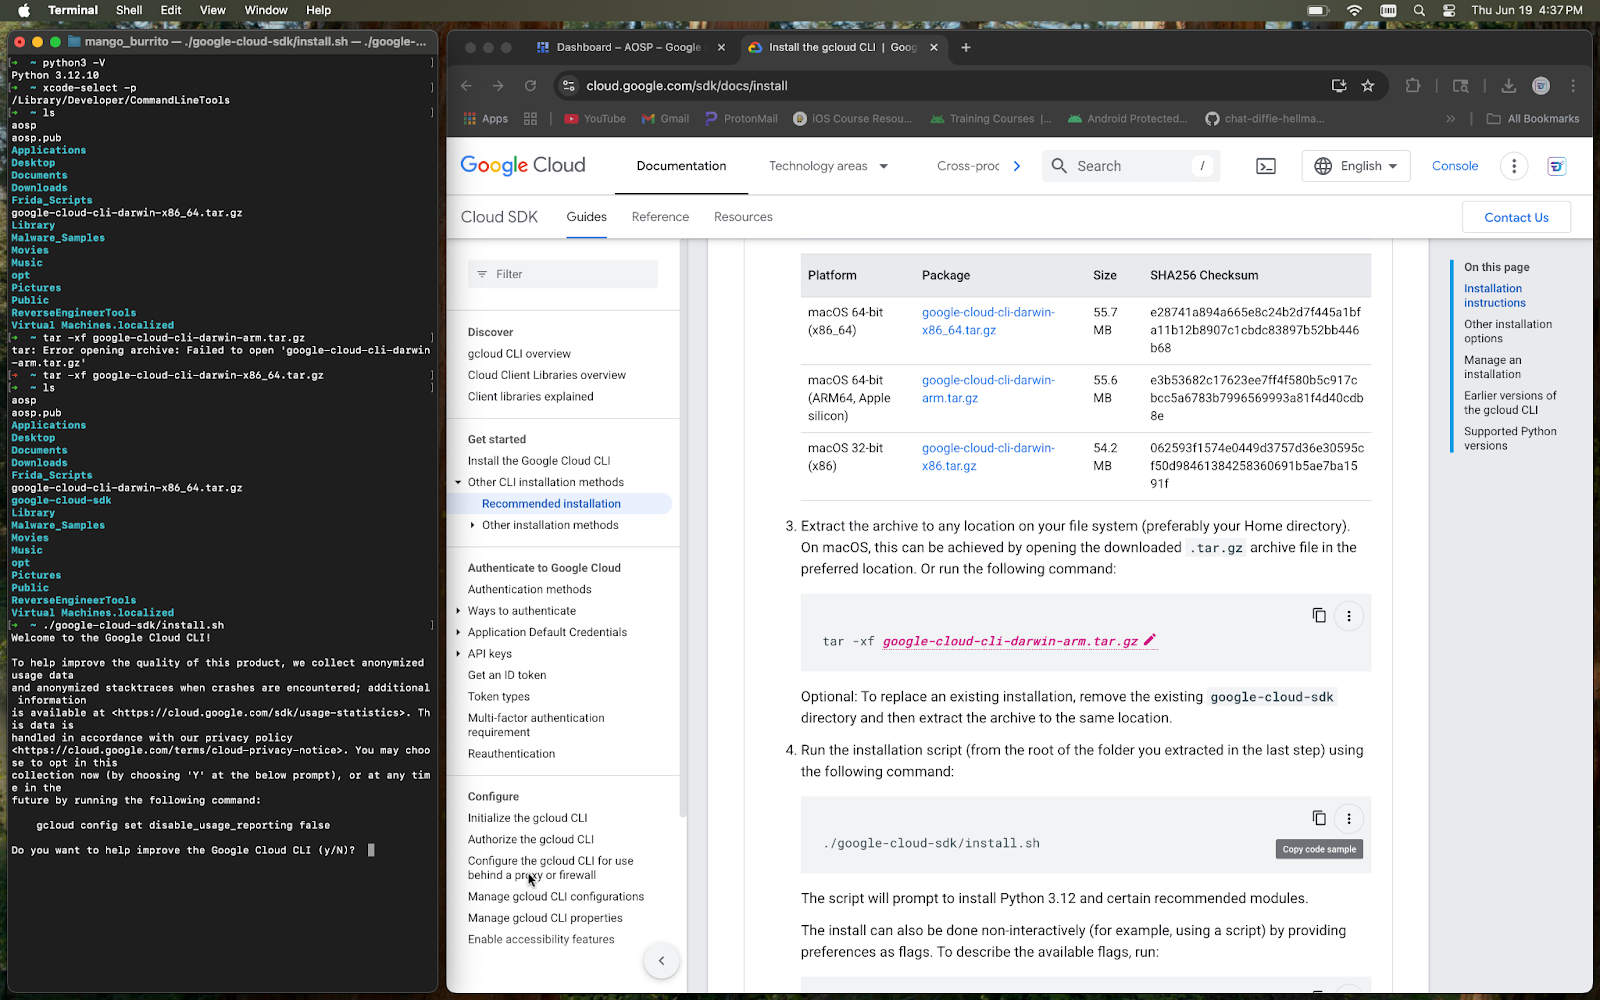 Terminal Shell Edit View Window Help
Thu Jun 19 4:37 PM
mango_burrito — ./google-cloud-sdk/install.sh — ./google-...
~ python3 -V
Python 3.12.10
~ xcode-select -p
/Library/Developer/CommandLineTools
~ ls
aosp
aosp.pub
Applications
Desktop
Documents
Downloads
Frida_Scripts
google-cloud-cli-darwin-x86_64.tar.gz
Library
Malware_Samples
Movies
Music
opt
Pictures
Public
ReverseEngineerTools
Virtual Machines.localized
~ tar -xf google-cloud-cli-darwin-arm.tar.gz
tar: Error opening archive: Failed to open 'google-cloud-cli-darwin
-arm.tar.gz'
~ tar -xf google-cloud-cli-darwin-x86_64.tar.gz
~ ls
aosp
aosp.pub
Applications
Desktop
Documents
Downloads
Frida_Scripts
google-cloud-cli-darwin-x86_64.tar.gz
google-cloud-sdk
Library
Malware_Samples
Movies
Music
opt
Pictures
Public
ReverseEngineerTools
Virtual Machines.localized
~ ./google-cloud-sdk/install.sh
Welcome to the Google Cloud CLI!
To help improve the quality of this product, we collect anonymized
usage data
and anonymized stacktraces when crashes are encountered; additional
information
is available at <https://cloud.google.com/sdk/usage-statistics>. Th
is data is
handled in accordance with our privacy policy
<https://cloud.google.com/terms/cloud-privacy-notice>. You may choo
se to opt in this
collection now (by choosing 'Y' at the below prompt), or at any tim
e in the
future by running the following command:
gcloud config set disable_usage_reporting false
Do you want to help improve the Google Cloud CLI (y/N)?
Dashboard – AOSP – Google
Install the gcloud CLI | Goog
cloud.google.com/sdk/docs/install
Apps
YouTube
Gmail
ProtonMail
iOS Course Resou...
Training Courses |...
Android Protected...
chat-diffie-hellma...
All Bookmarks
Google Cloud
Documentation
Technology areas
Cross-proc
Search /
English
Console
Cloud SDK
Guides
Reference
Resources
Contact Us
Filter
Discover
gcloud CLI overview
Cloud Client Libraries overview
Client libraries explained
Get started
Install the Google Cloud CLI
Other CLI installation methods
Recommended installation
Other installation methods
Authenticate to Google Cloud
Authentication methods
Ways to authenticate
Application Default Credentials
API keys
Get an ID token
Token types
Multi-factor authentication
requirement
Reauthentication
Configure
Initialize the gcloud CLI
Authorize the gcloud CLI
Configure the gcloud CLI for use
behind a proxy or firewall
Manage gcloud CLI configurations
Manage gcloud CLI properties
Enable accessibility features
Platform Package Size SHA256 Checksum
macOS 64-bit
(x86_64)
google-cloud-cli-darwin-
x86_64.tar.gz
55.7
MB
e28741a894a665e8c24b2d7f445a1bf
a11b12b8907c1cbdc83897b52bb446
b68
macOS 64-bit
(ARM64, Apple
silicon)
google-cloud-cli-darwin-
arm.tar.gz
55.6
MB
e3b53682c17623ee7ff4f580b5c917c
bcc5a6783b7996569993a81f4d40cdb
8e
macOS 32-bit
(x86)
google-cloud-cli-darwin-
x86.tar.gz
54.2
MB
062593f1574e0449d3757d36e30595c
f50d98461384258360691b5ae7ba15
91f
3. Extract the archive to any location on your file system (preferably your Home directory).
On macOS, this can be achieved by opening the downloaded .tar.gz archive file in the
preferred location. Or run the following command:
tar -xf google-cloud-cli-darwin-arm.tar.gz
Optional: To replace an existing installation, remove the existing google-cloud-sdk
directory and then extract the archive to the same location.
4. Run the installation script (from the root of the folder you extracted in the last step) using
the following command:
./google-cloud-sdk/install.sh
Copy code sample
The script will prompt to install Python 3.12 and certain recommended modules.
The install can also be done non-interactively (for example, using a script) by providing
preferences as flags. To describe the available flags, run:
On this page
Installation
instructions
Other installation
options
Manage an
installation
Earlier versions of
the gcloud CLI
Supported Python
versions